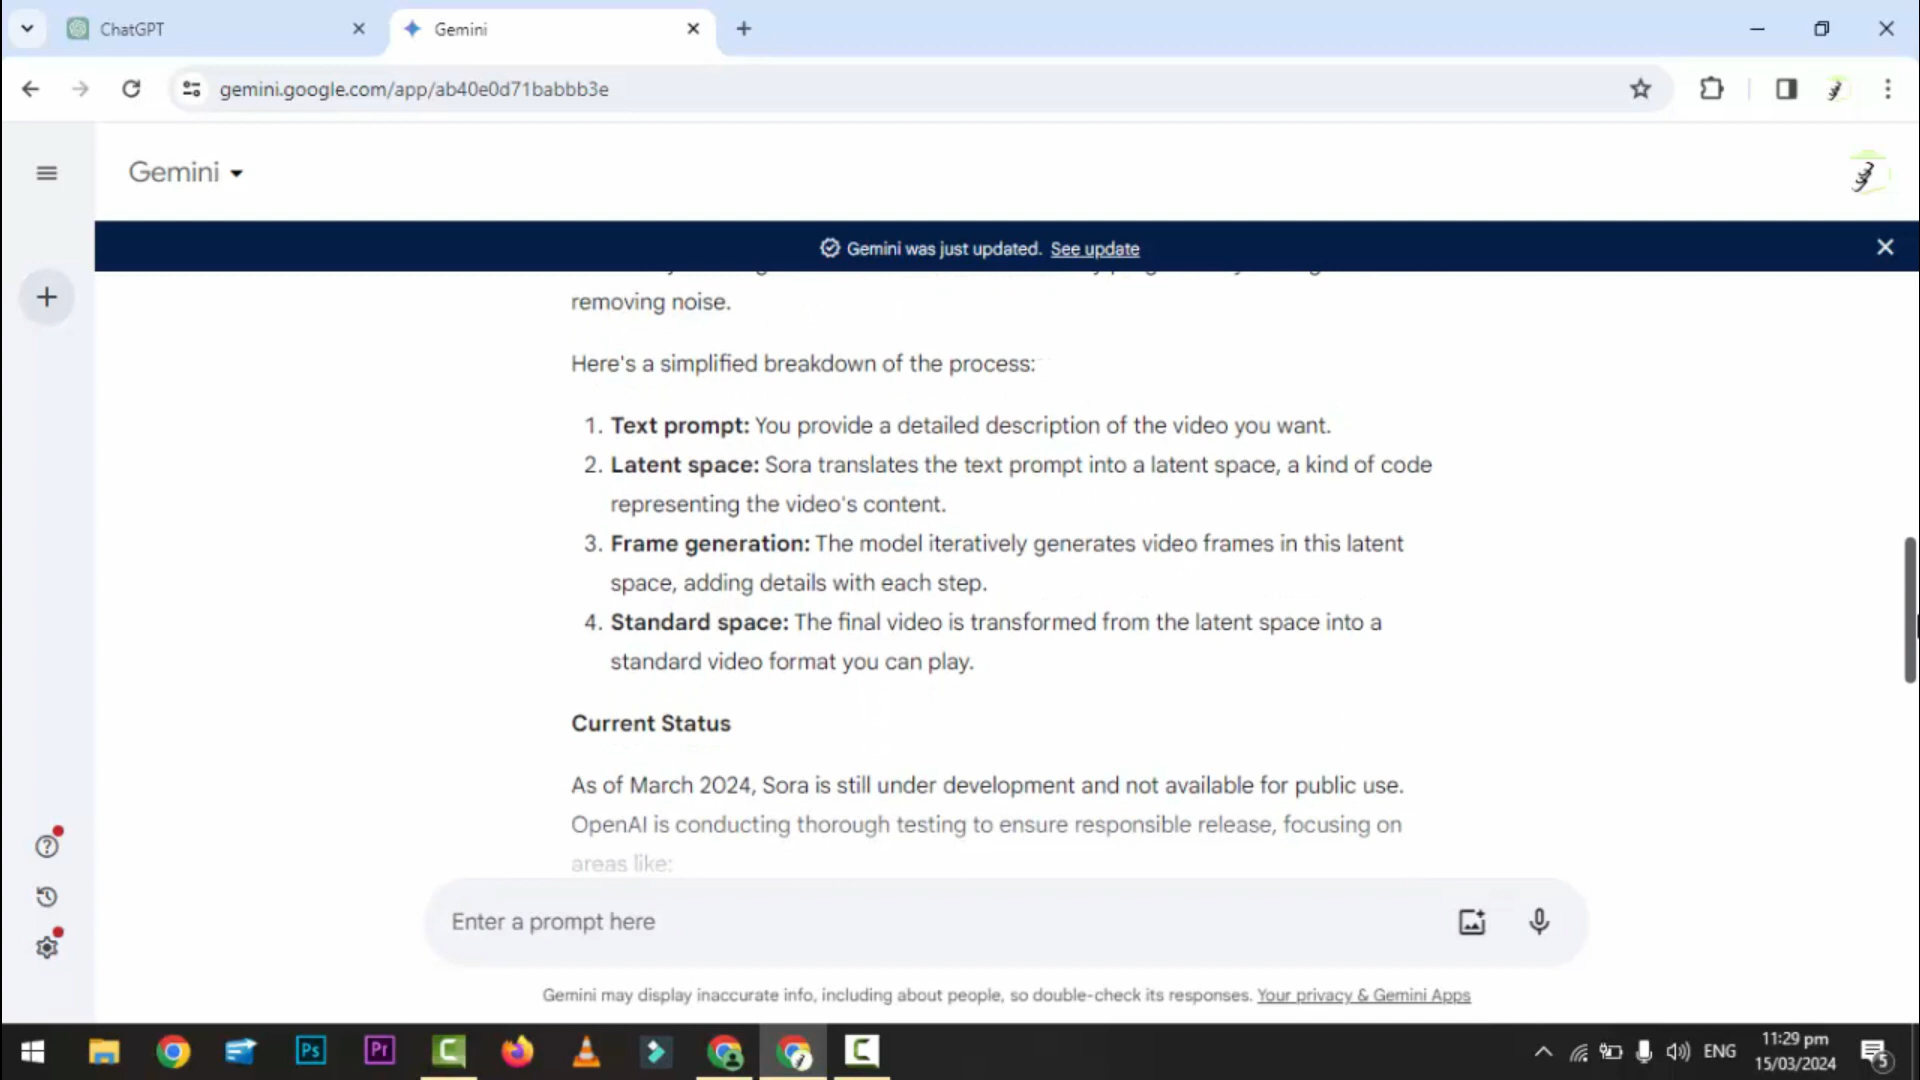 ChatGPT
Gemini
gemini.google.com/app/ab40e0d71babbb3e
Gemini
Gemini was just updated. See update
removing noise.
Here's a simplified breakdown of the process:
1. Text prompt: You provide a detailed description of the video you want.
2. Latent space: Sora translates the text prompt into a latent space, a kind of code
representing the video's content.
3. Frame generation: The model iteratively generates video frames in this latent
space, adding details with each step.
4. Standard space: The final video is transformed from the latent space into a
standard video format you can play.
Current Status
As of March 2024, Sora is still under development and not available for public use.
OpenAI is conducting thorough testing to ensure responsible release, focusing on
areas like:
Enter a prompt here
Gemini may display inaccurate info, including about people, so double-check its responses. Your privacy & Gemini Apps
Ps
Pr
ENG
11:29 pm
15/03/2024
5